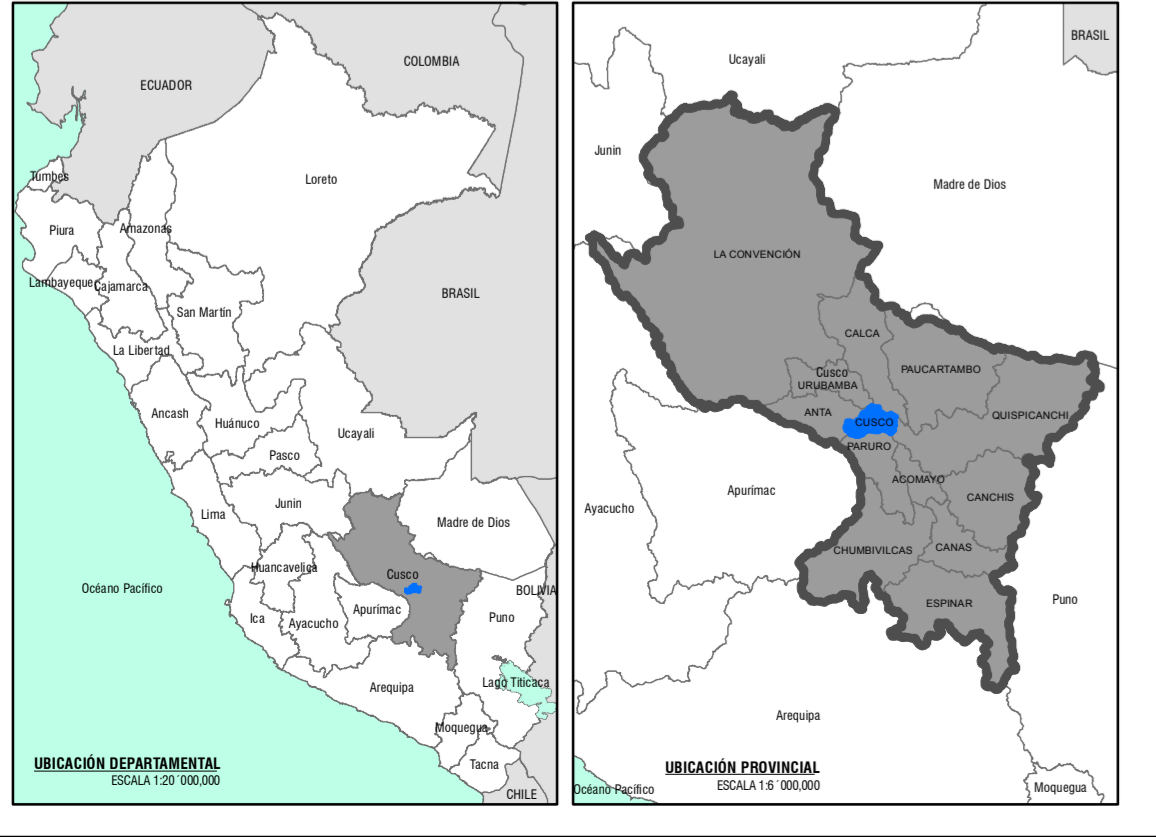 COLOMBIA
ECUADOR
Tumbes
Loreto
Piura
Amazonas
Lambayeque
Cajamarca
BRASIL
San Martín
La Libertad
Ancash
Huánuco
Ucayali
Pasco
Junin
Lima
Madre de Dios
Huancavelica
Cusco
Océano Pacífico
BOLIVIA
Ica
Ayacucho
Apurímac
Puno
Lago Titicaca
Arequipa
Moquegua
Tacna
CHILE
UBICACIÓN DEPARTAMENTAL
ESCALA 1:20´000,000
BRASIL
Ucayali
Junin
Madre de Dios
LA CONVENCIÓN
CALCA
PAUCARTAMBO
Cusco
URUBAMBA
ANTA
CUSCO
QUISPICANCHI
PARURO
ACOMAYO
CANCHIS
Apurímac
Ayacucho
CHUMBIVILCAS
CANAS
ESPINAR
Puno
Arequipa
UBICACIÓN PROVINCIAL
ESCALA 1:6´000,000
Océano Pacífico
Moquegua